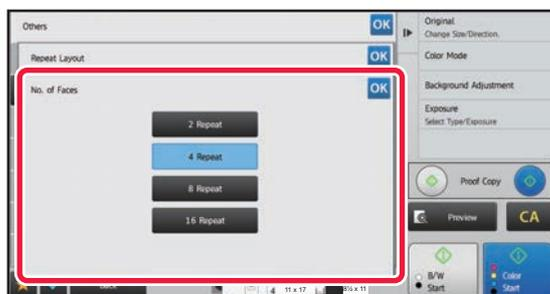 Others OK
Repeat Layout OK
No. of Faces OK
2 Repeat
4 Repeat
8 Repeat
16 Repeat
Back
4 11 x 17 8½ x 11
Original
Change Size/Direction.
Color Mode
Background Adjustment
Exposure
Select Type/Exposure
Proof Copy
Preview CA
B/W
Start
Color
Start